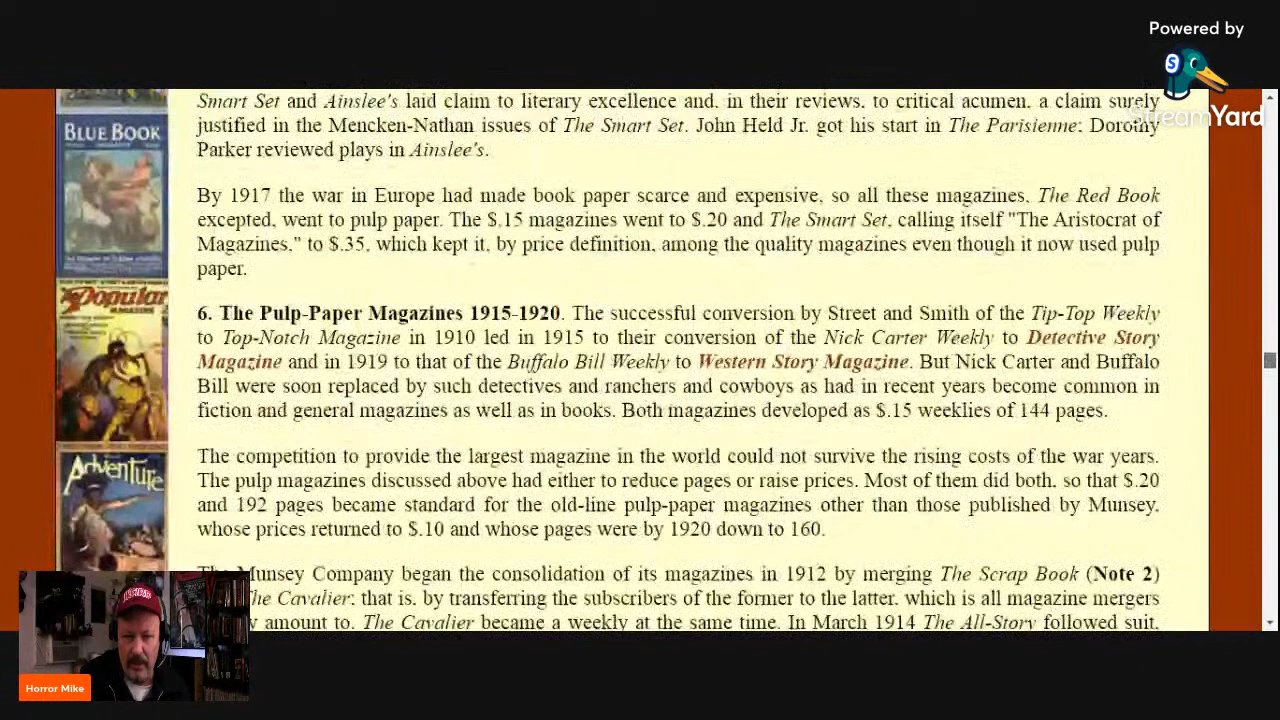 Powered by
StreamYard
BLUE BOOK
Popular
Adventure
Smart Set and Ainslee's laid claim to literary excellence and, in their reviews, to critical acumen, a claim surely
justified in the Mencken-Nathan issues of The Smart Set. John Held Jr. got his start in The Parisienne; Dorothy
Parker reviewed plays in Ainslee's.
By 1917 the war in Europe had made book paper scarce and expensive, so all these magazines, The Red Book
excepted, went to pulp paper. The $.15 magazines went to $.20 and The Smart Set, calling itself "The Aristocrat of
Magazines," to $.35, which kept it, by price definition, among the quality magazines even though it now used pulp
paper.
6. The Pulp-Paper Magazines 1915-1920. The successful conversion by Street and Smith of the Tip-Top Weekly
to Top-Notch Magazine in 1910 led in 1915 to their conversion of the Nick Carter Weekly to Detective Story
Magazine and in 1919 to that of the Buffalo Bill Weekly to Western Story Magazine. But Nick Carter and Buffalo
Bill were soon replaced by such detectives and ranchers and cowboys as had in recent years become common in
fiction and general magazines as well as in books. Both magazines developed as $.15 weeklies of 144 pages.
The competition to provide the largest magazine in the world could not survive the rising costs of the war years.
The pulp magazines discussed above had either to reduce pages or raise prices. Most of them did both, so that $.20
and 192 pages became standard for the old-line pulp-paper magazines other than those published by Munsey,
whose prices returned to $.10 and whose pages were by 1920 down to 160.
The Munsey Company began the consolidation of its magazines in 1912 by merging The Scrap Book (Note 2)
The Cavalier; that is, by transferring the subscribers of the former to the latter, which is all magazine mergers
amount to. The Cavalier became a weekly at the same time. In March 1914 The All-Story followed suit,
Horror Mike